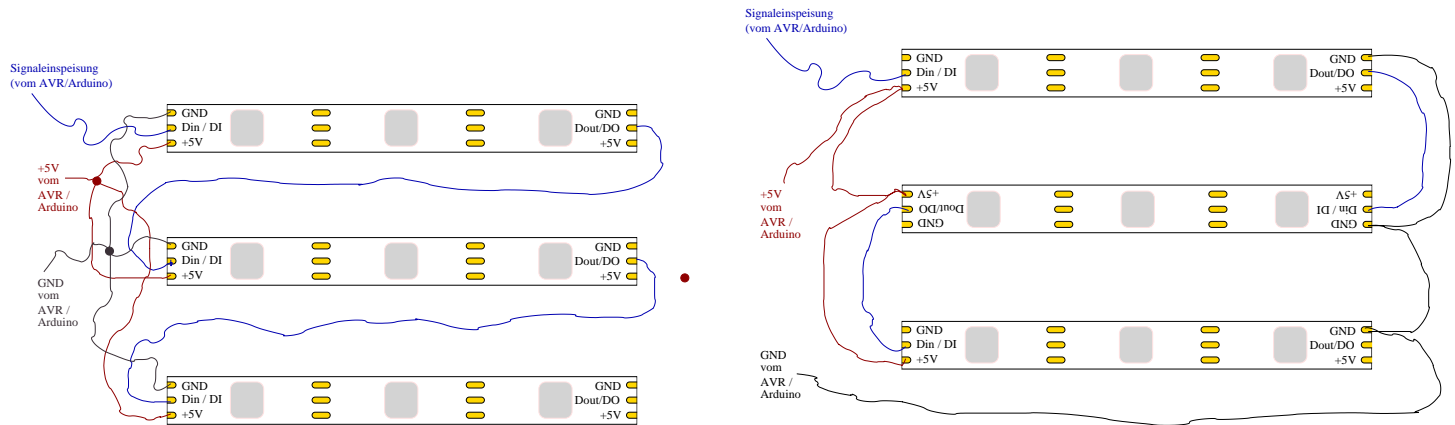 Signaleinspeisung
(vom AVR/Arduino)
GND
Din / DI
+5V
GND
Dout/DO
+5V
+5V
vom
AVR /
Arduino
GND
Din / DI
+5V
GND
Dout/DO
+5V
GND
vom
AVR /
Arduino
GND
Din / DI
+5V
GND
Dout/DO
+5V
Signaleinspeisung
(vom AVR/Arduino)
GND
Din / DI
+5V
GND
Dout/DO
+5V
+5V
vom
AVR /
Arduino
+5V
Dout/DO
GND
+5V
Din / DI
GND
GND
Din / DI
+5V
GND
Dout/DO
+5V
GND
vom
AVR /
Arduino